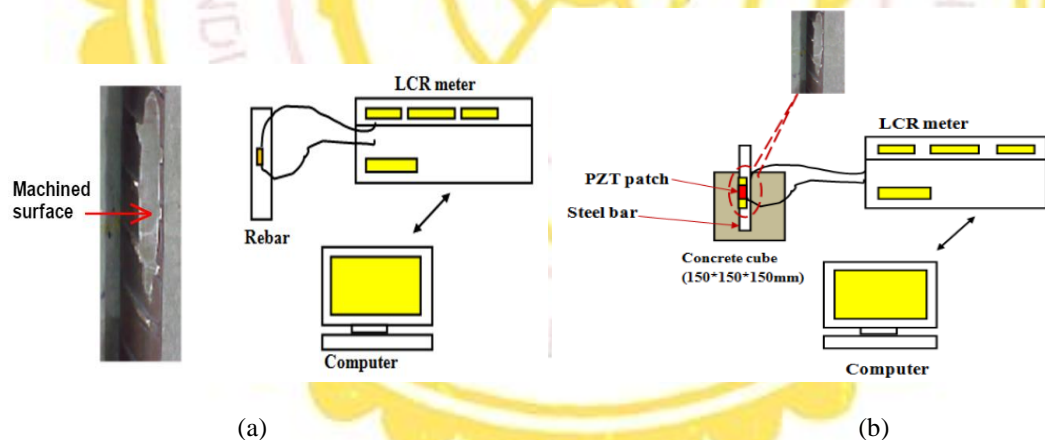 Machined
surface
LCR meter
Rebar
Computer
(a)
LCR meter
PZT patch
Steel bar
Concrete cube
(150*150*150mm)
Computer
(b)